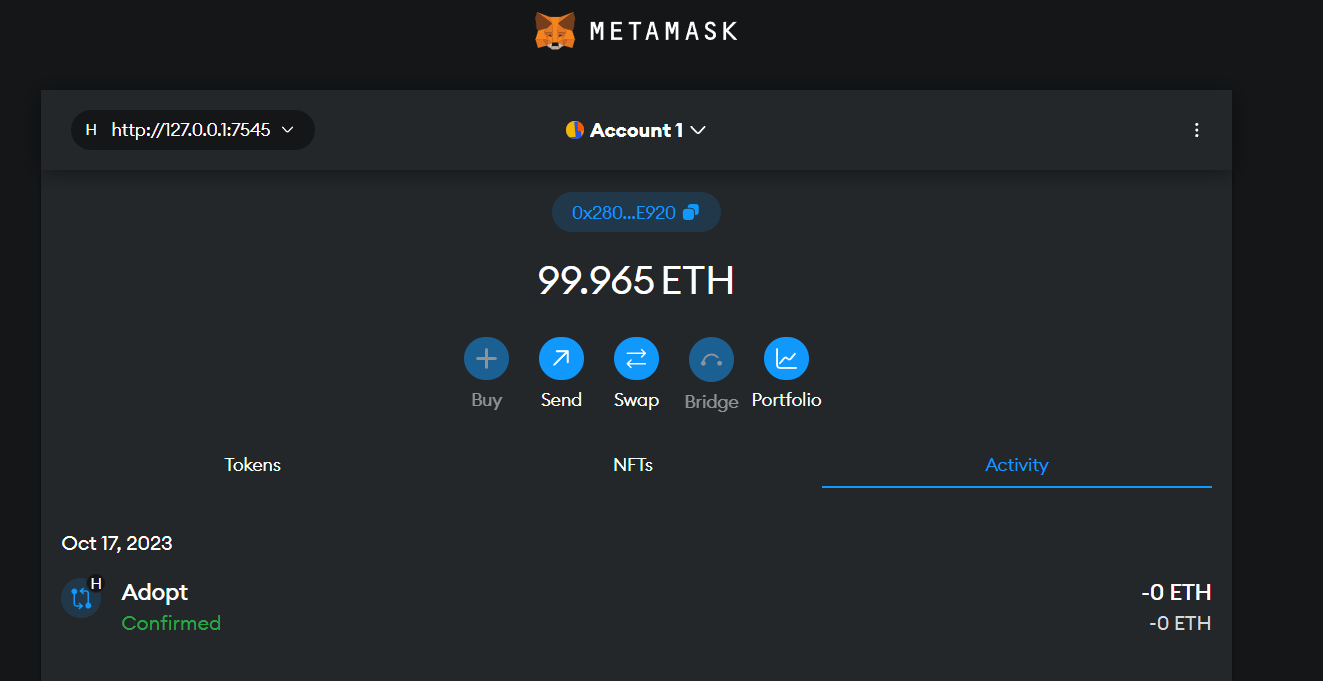 METAMASK
H http://127.0.0.1:7545
Account 1
0x280...E920
99.965 ETH
Buy Send Swap Bridge Portfolio
Tokens NFTs Activity
Oct 17, 2023
H
Adopt -0 ETH
Confirmed -0 ETH